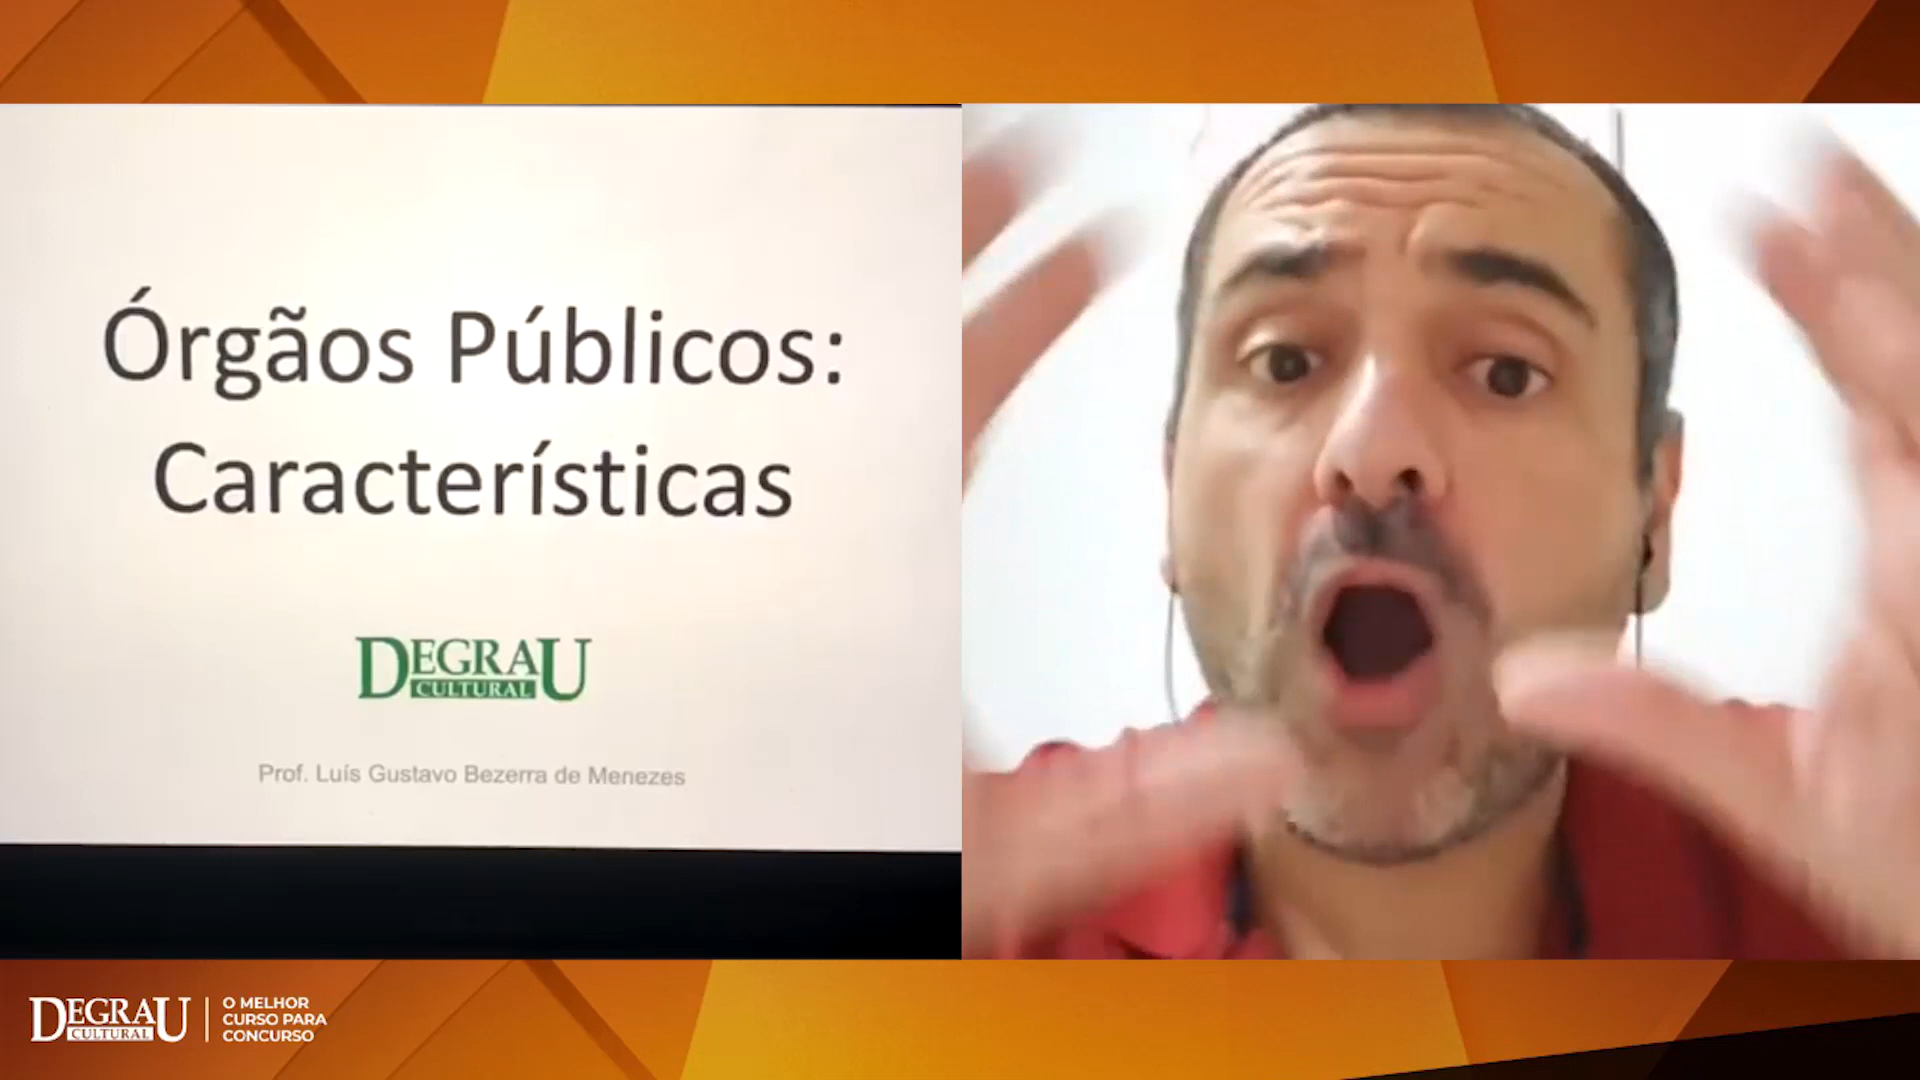 Órgãos Públicos:
Características
DEGRAU
CULTURAL
Prof. Luís Gustavo Bezerra de Menezes
DEGRAU
CULTURAL
O MELHOR
CURSO PARA
CONCURSO